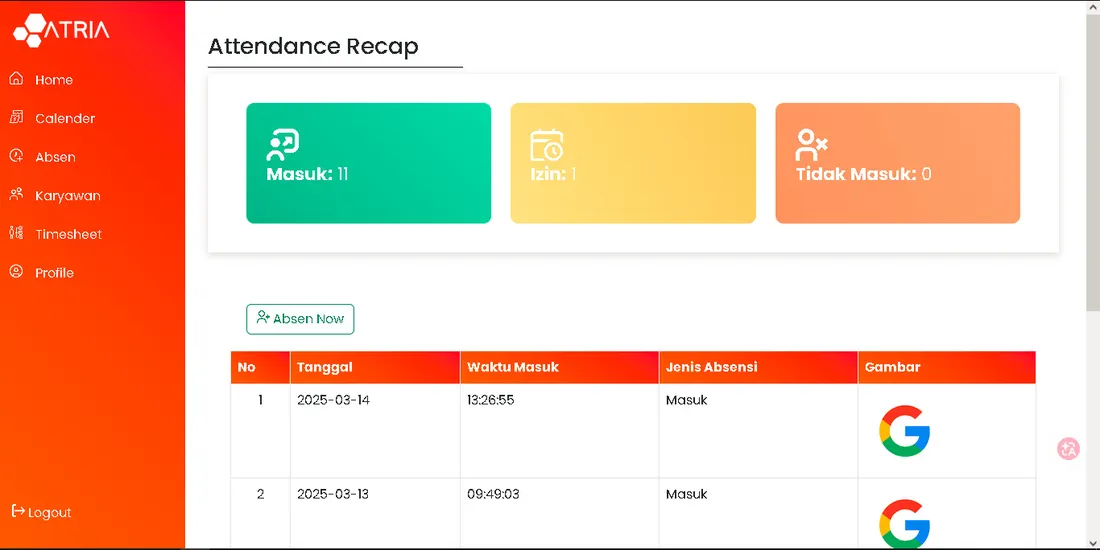 ATRIA
Home
Calender
Absen
Karyawan
Timesheet
Profile
Logout
Attendance Recap
Masuk: 11
Izin: 1
Tidak Masuk: 0
Absen Now
No Tanggal Waktu Masuk Jenis Absensi Gambar
1 2025-03-14 13:26:55 Masuk G
2 2025-03-13 09:49:03 Masuk G